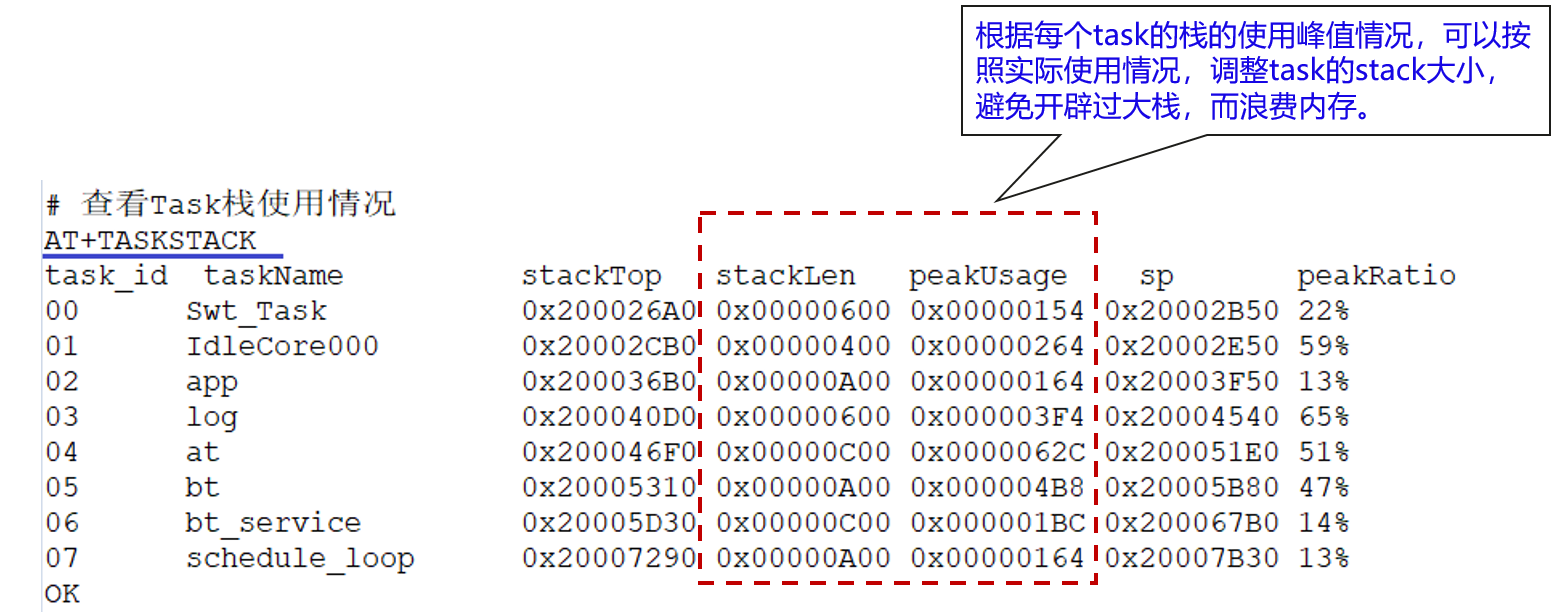 根据每个task的栈的使用峰值情况，可以按
照实际使用情况，调整task的stack大小，
避免开辟过大栈，而浪费内存。
# 查看Task栈使用情况
AT+TASKSTACK
task_id taskName stackTop stackLen peakUsage sp peakRatio
00 Swt_Task 0x200026A0 0x00000600 0x00000154 0x20002B50 22%
01 IdleCore000 0x20002CB0 0x00000400 0x00000264 0x20002E50 59%
02 app 0x200036B0 0x00000A00 0x00000164 0x20003F50 13%
03 log 0x200040D0 0x00000600 0x000003F4 0x20004540 65%
04 at 0x200046F0 0x00000C00 0x0000062C 0x200051E0 51%
05 bt 0x20005310 0x00000A00 0x000004B8 0x20005B80 47%
06 bt_service 0x20005D30 0x00000C00 0x000001BC 0x200067B0 14%
07 schedule_loop 0x20007290 0x00000A00 0x00000164 0x20007B30 13%
OK